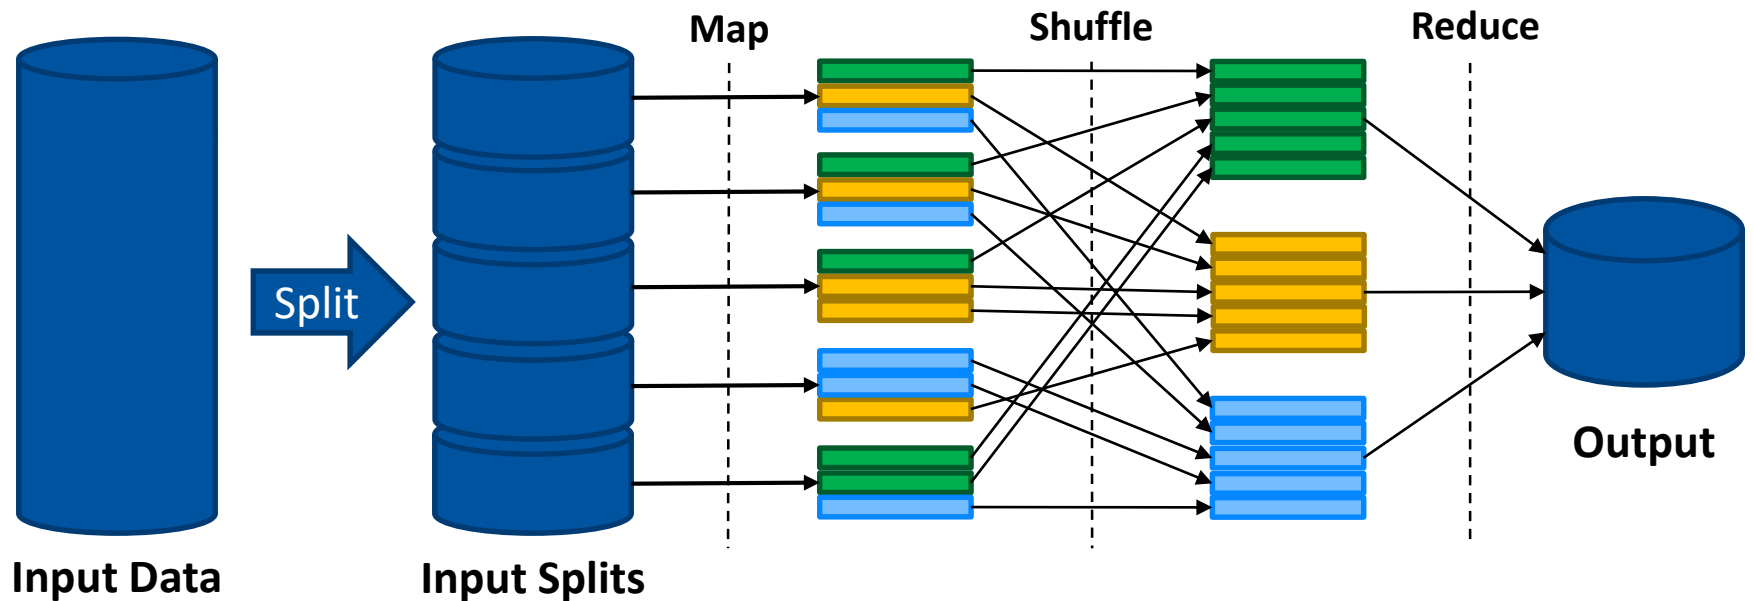 Map
Shuffle
Reduce
Split
Output
Input Data
Input Splits